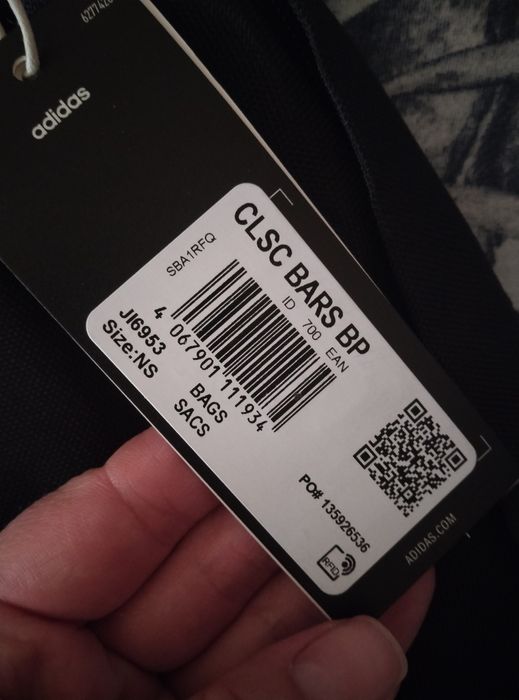 adidas
CLSC BARS BP
SBA1RFQ
ID 700 EAN
4 067901 111934
JI6953
Size:NS
BAGS
SACS
PO# 135926536
RFID
ADIDAS.COM